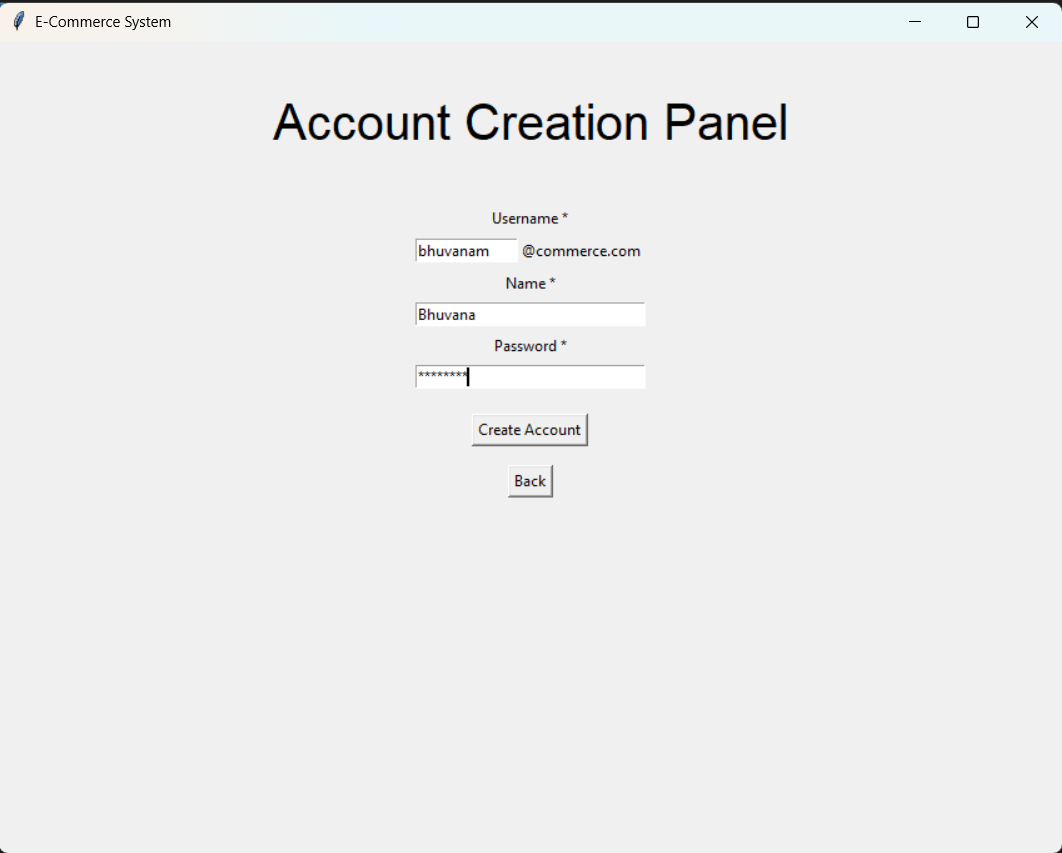 E-Commerce System
Account Creation Panel
Username *
bhuvanam @commerce.com
Name *
Bhuvana
Password *
********
Create Account
Back